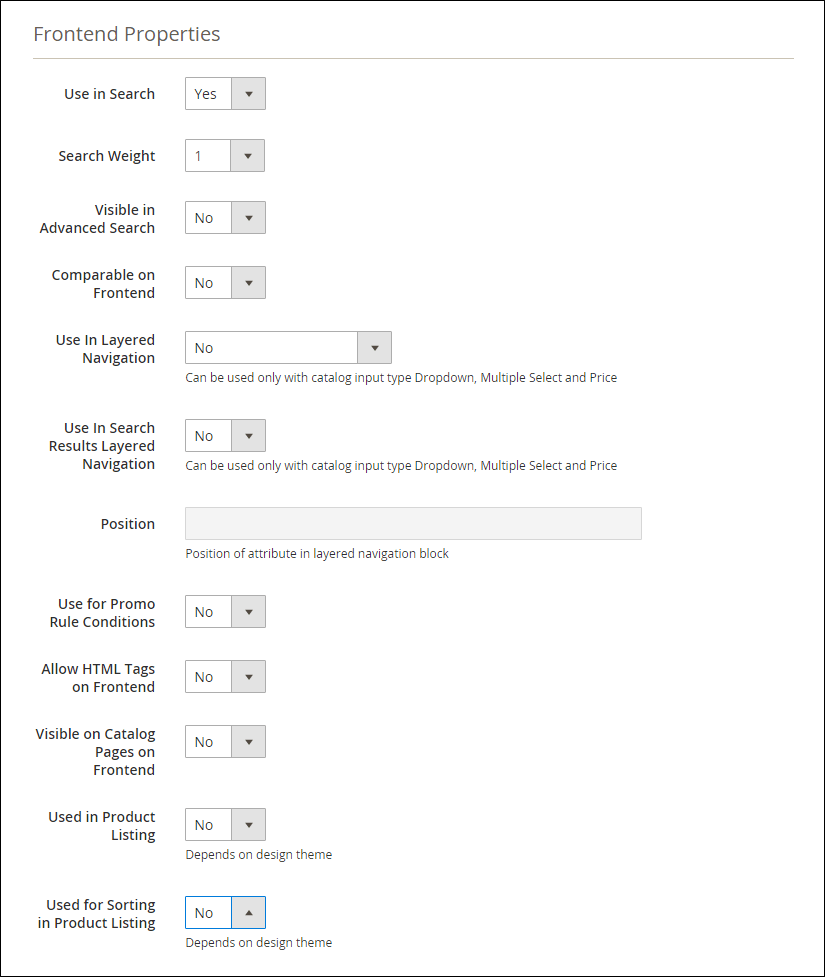 Frontend Properties
Use in Search
Yes
Search Weight
1
Visible in
Advanced Search
No
Comparable on
Frontend
No
Use In Layered
Navigation
No
Can be used only with catalog input type Dropdown, Multiple Select and Price
Use In Search
Results Layered
Navigation
No
Can be used only with catalog input type Dropdown, Multiple Select and Price
Position
Position of attribute in layered navigation block
Use for Promo
Rule Conditions
No
Allow HTML Tags
on Frontend
No
Visible on Catalog
Pages on
Frontend
No
Used in Product
Listing
No
Depends on design theme
Used for Sorting
in Product Listing
No
Depends on design theme